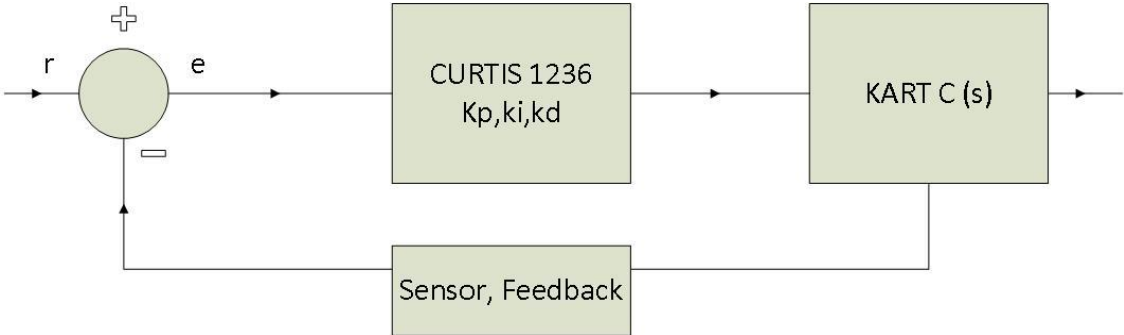 +
r
e
CURTIS 1236
Kp,ki,kd
KART C (s)
−
Sensor, Feedback